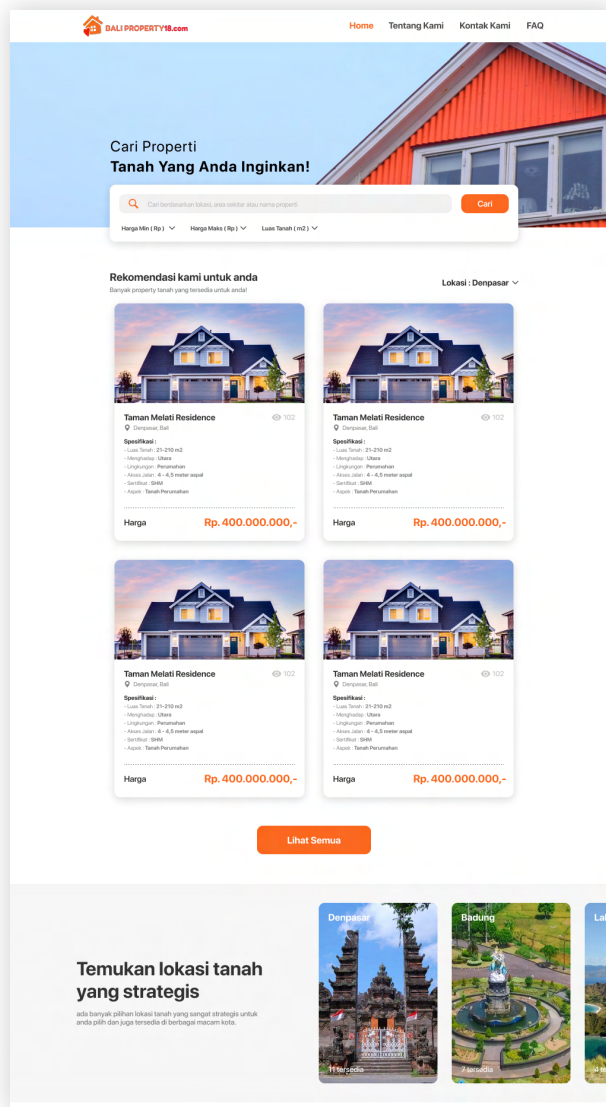 BALI PROPERTY18.com
Home Tentang Kami Kontak Kami FAQ
Cari Properti
Tanah Yang Anda Inginkan!
Cari berdasarkan lokasi, area sekitar atau nama properti
Cari
Harga Min ( Rp ) Harga Maks ( Rp ) Luas Tanah ( m2 )
Rekomendasi kami untuk anda
Banyak property tanah yang tersedia untuk anda!
Lokasi : Denpasar
Taman Melati Residence 102
Denpasar, Bali
Spesifikasi :
- Luas Tanah : 21-210 m2
- Menghadap : Utara
- Lingkungan : Perumahan
- Akses Jalan : 4 - 4,5 meter aspal
- Sertifikat : SHM
- Aspek : Tanah Perumahan
Harga Rp. 400.000.000,-
Taman Melati Residence 102
Denpasar, Bali
Spesifikasi :
- Luas Tanah : 21-210 m2
- Menghadap : Utara
- Lingkungan : Perumahan
- Akses Jalan : 4 - 4,5 meter aspal
- Sertifikat : SHM
- Aspek : Tanah Perumahan
Harga Rp. 400.000.000,-
Taman Melati Residence 102
Denpasar, Bali
Spesifikasi :
- Luas Tanah : 21-210 m2
- Menghadap : Utara
- Lingkungan : Perumahan
- Akses Jalan : 4 - 4,5 meter aspal
- Sertifikat : SHM
- Aspek : Tanah Perumahan
Harga Rp. 400.000.000,-
Taman Melati Residence 102
Denpasar, Bali
Spesifikasi :
- Luas Tanah : 21-210 m2
- Menghadap : Utara
- Lingkungan : Perumahan
- Akses Jalan : 4 - 4,5 meter aspal
- Sertifikat : SHM
- Aspek : Tanah Perumahan
Harga Rp. 400.000.000,-
Lihat Semua
Temukan lokasi tanah
yang strategis
ada banyak pilihan lokasi tanah yang sangat strategis untuk
anda pilih dan juga tersedia di berbagai macam kota.
Denpasar
11 tersedia
Badung
7 tersedia